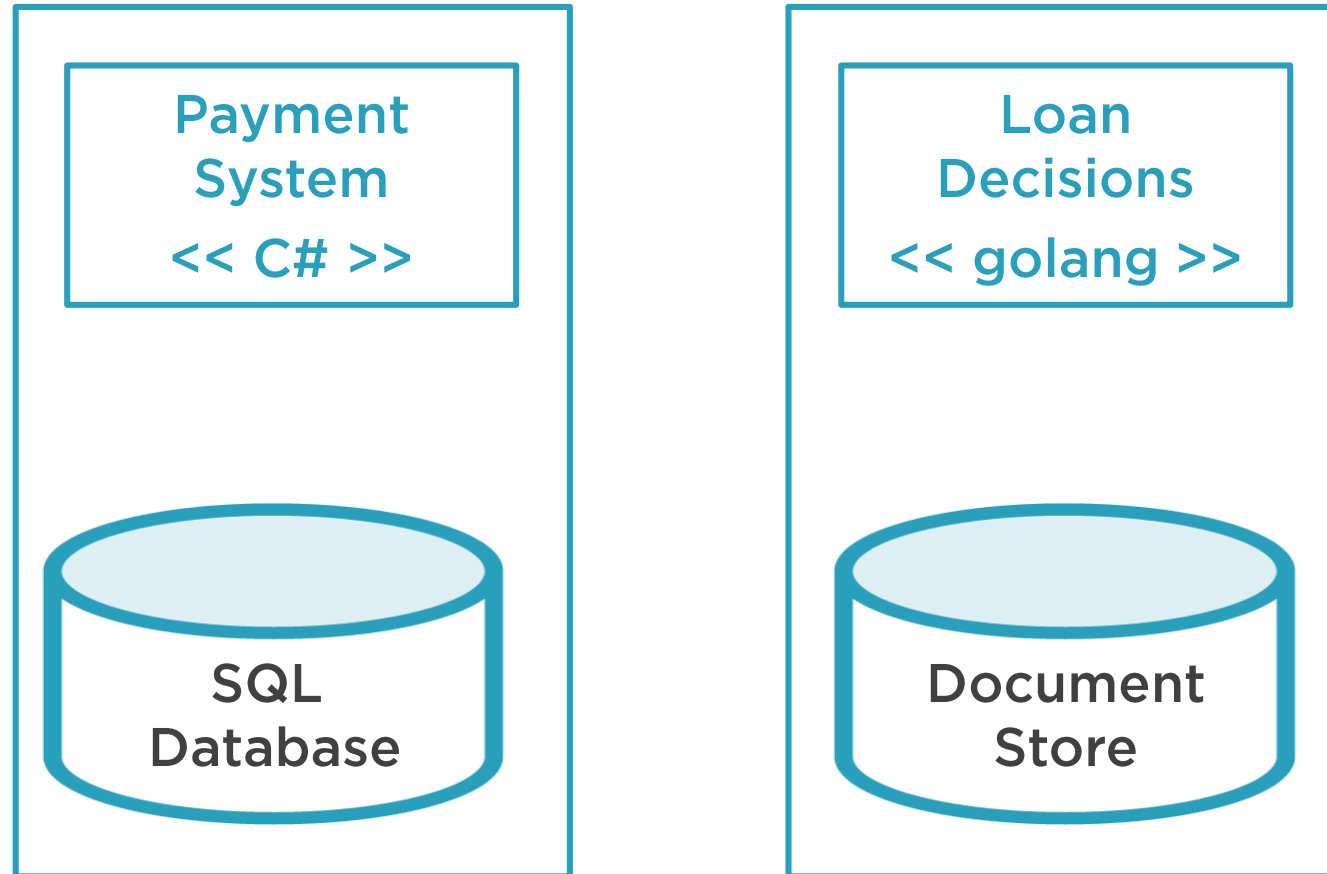 Payment
System
<< C# >>
SQL
Database
Loan
Decisions
<< golang >>
Document
Store